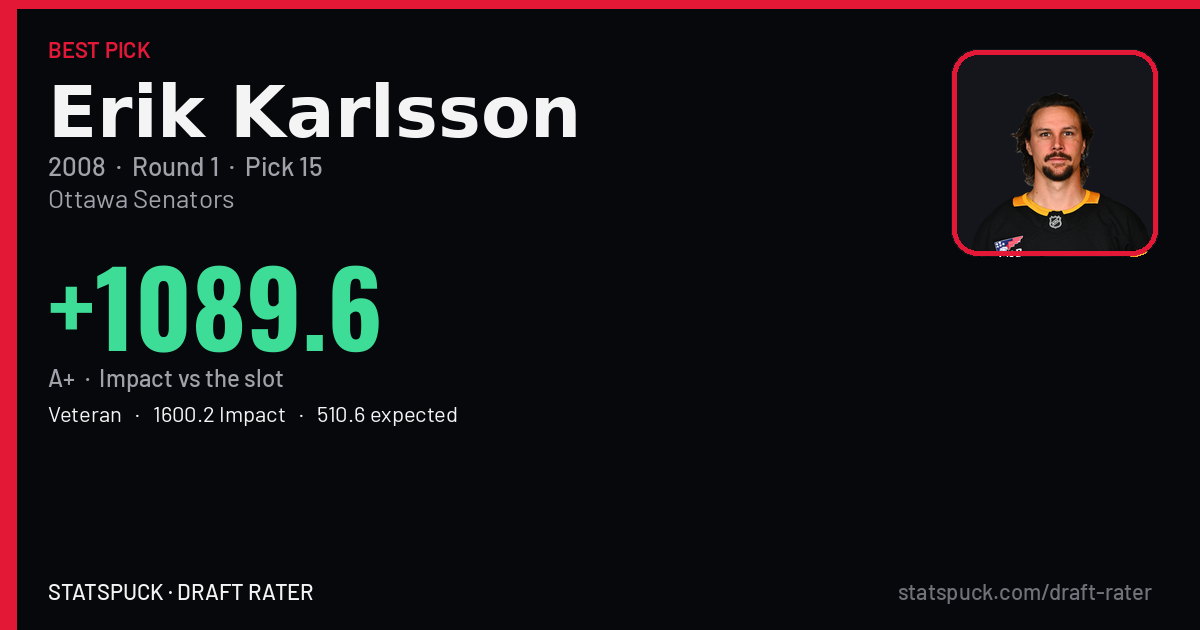 BEST PICK
Erik Karlsson
2008 · Round 1 · Pick 15
Ottawa Senators
+1089.6
A+ · Impact vs the slot
Veteran · 1600.2 Impact · 510.6 expected
STATSPUCK · DRAFT RATER
statspuck.com/draft-rater